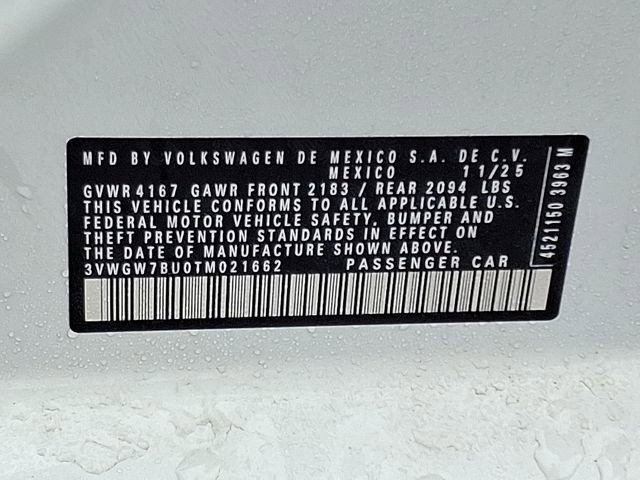 MFD BY VOLKSWAGEN DE MEXICO S.A. DE C.V.
MEXICO 11/25
GVWR 4167 GAWR FRONT 2183 / REAR 2094 LBS
THIS VEHICLE CONFORMS TO ALL APPLICABLE U.S.
FEDERAL MOTOR VEHICLE SAFETY, BUMPER AND
THEFT PREVENTION STANDARDS IN EFFECT ON
THE DATE OF MANUFACTURE SHOWN ABOVE.
3VWGW7BU0TM021662 PASSENGER CAR
4521150 3963 M